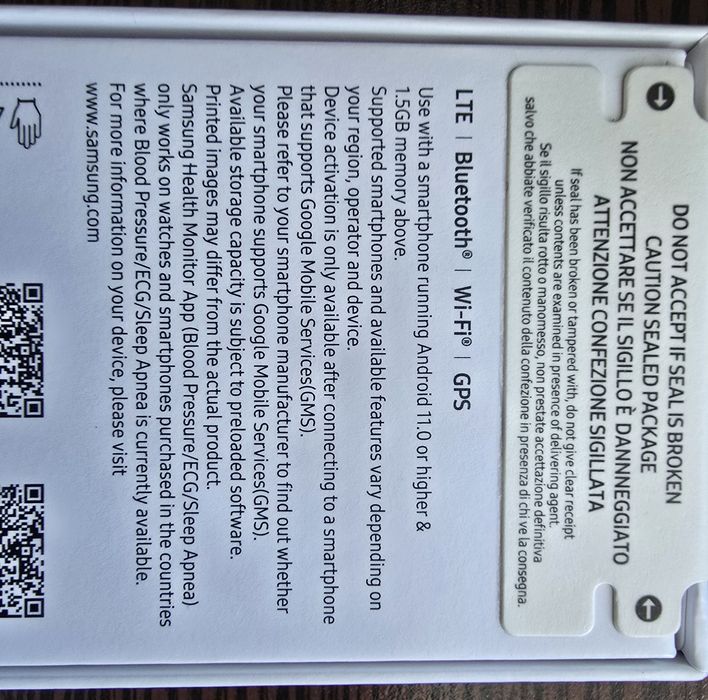 DO NOT ACCEPT IF SEAL IS BROKEN
CAUTION SEALED PACKAGE
NON ACCETTARE SE IL SIGILLO È DANNNEGGIATO
ATTENZIONE CONFEZIONE SIGILLATA
If seal has been broken or tampered with, do not give clear receipt
unless contents are examined in presence of delivering agent.
Se il sigillo risulta rotto o manomesso, non prestate accettazione definitiva
salvo che abbiate verificato il contenuto della confezione in presenza di chi ve la consegna.
LTE | Bluetooth® | Wi-Fi® | GPS
Use with a smartphone running Android 11.0 or higher &
1.5GB memory above.
Supported smartphones and available features vary depending on
your region, operator and device.
Device activation is only available after connecting to a smartphone
that supports Google Mobile Services(GMS).
Please refer to your smartphone manufacturer to find out whether
your smartphone supports Google Mobile Services(GMS).
Available storage capacity is subject to preloaded software.
Printed images may differ from the actual product.
Samsung Health Monitor App (Blood Pressure/ECG/Sleep Apnea)
only works on watches and smartphones purchased in the countries
where Blood Pressure/ECG/Sleep Apnea is currently available.
For more information on your device, please visit
www.samsung.com